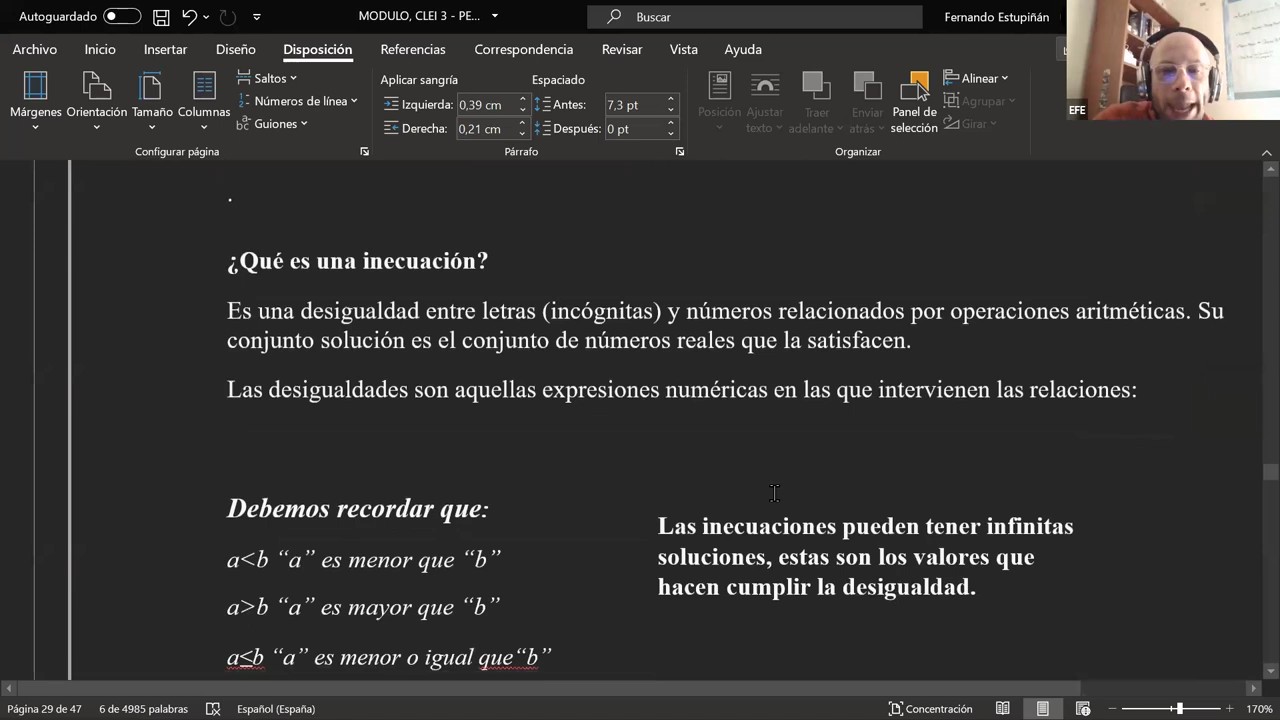 Autoguardado
MODULO, CLEI 3 - PE...
Buscar
Fernando Estupiñán
Archivo
Inicio
Insertar
Diseño
Disposición
Referencias
Correspondencia
Revisar
Vista
Ayuda
Márgenes
Orientación
Tamaño
Columnas
Saltos
Números de línea
Guiones
Configurar página
Aplicar sangría
Izquierda: 0,39 cm
Derecha: 0,21 cm
Espaciado
Antes: 7,3 pt
Después: 0 pt
Párrafo
Posición
Ajustar texto
Traer adelante
Enviar atrás
Panel de selección
Alinear
Agrupar
Girar
Organizar
EFE
.
¿Qué es una inecuación?
Es una desigualdad entre letras (incógnitas) y números relacionados por operaciones aritméticas. Su
conjunto solución es el conjunto de números reales que la satisfacen.
Las desigualdades son aquellas expresiones numéricas en las que intervienen las relaciones:
Debemos recordar que:
a<b “a” es menor que “b”
a>b “a” es mayor que “b”
a≤b “a” es menor o igual que“b”
Las inecuaciones pueden tener infinitas
soluciones, estas son los valores que
hacen cumplir la desigualdad.
Página 29 de 47
6 de 4985 palabras
Español (España)
Concentración
170%